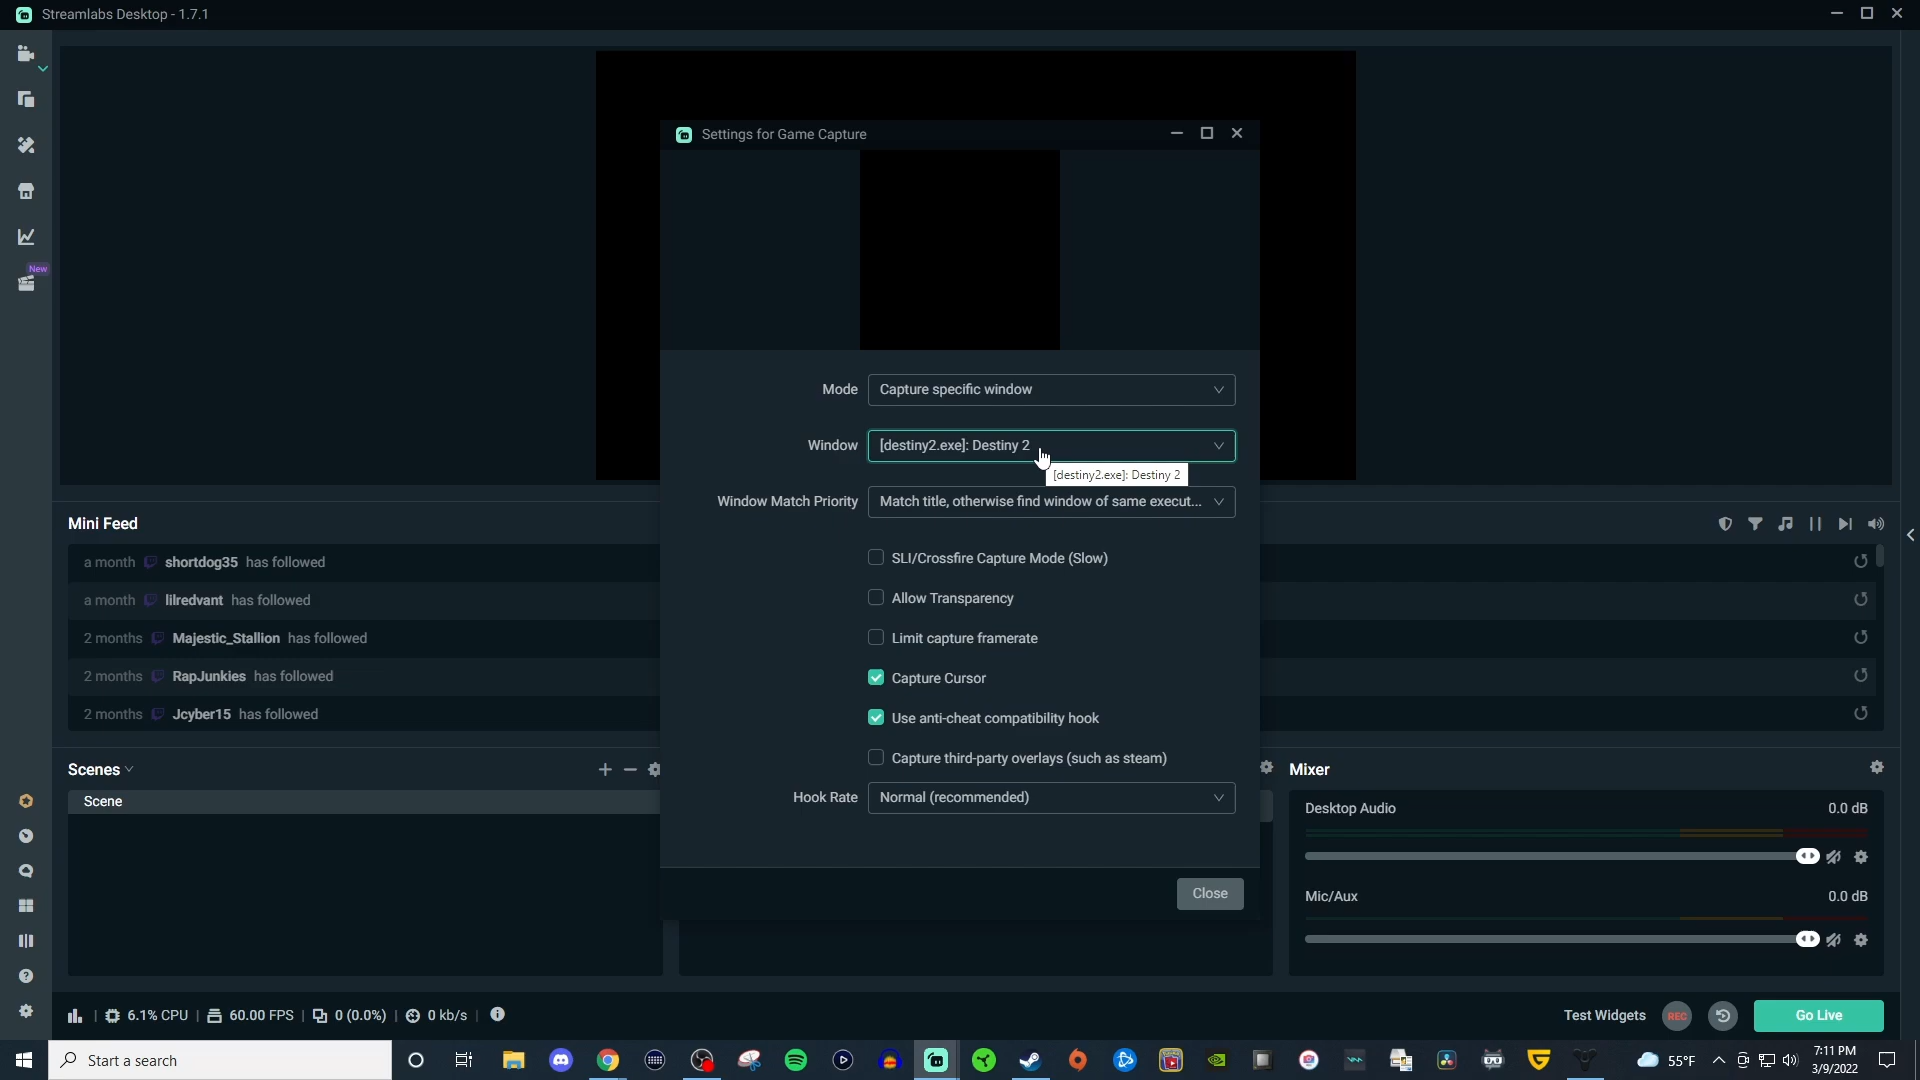 Streamlabs Desktop - 1.7.1
Settings for Game Capture
New
Mode
Capture specific window
Window
[destiny2.exe]: Destiny 2
[destiny2.exe]: Destiny 2
Window Match Priority
Match title, otherwise find window of same execut...
SLI/Crossfire Capture Mode (Slow)
Allow Transparency
Limit capture framerate
Capture Cursor
Use anti-cheat compatibility hook
Capture third-party overlays (such as steam)
Hook Rate
Normal (recommended)
Close
Mini Feed
a month shortdog35 has followed
a month lilredvant has followed
2 months Majestic_Stallion has followed
2 months RapJunkies has followed
2 months Jcyber15 has followed
Scenes
Scene
Mixer
Desktop Audio 0.0 dB
Mic/Aux 0.0 dB
6.1% CPU 60.00 FPS 0 (0.0%) 0 kb/s
Test Widgets REC Go Live
Start a search
55°F
7:11 PM
3/9/2022